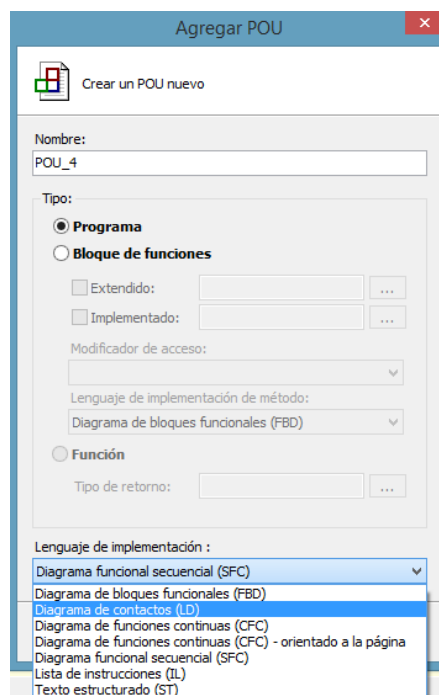 Agregar POU
Crear un POU nuevo
Nombre:
POU_4
Tipo:
Programa
Bloque de funciones
Extendido:
...
Implementado:
...
Modificador de acceso:
Lenguaje de implementación de método:
Diagrama de bloques funcionales (FBD)
Función
Tipo de retorno:
...
Lenguaje de implementación :
Diagrama funcional secuencial (SFC)
Diagrama de bloques funcionales (FBD)
Diagrama de contactos (LD)
Diagrama de funciones continuas (CFC)
Diagrama de funciones continuas (CFC) - orientado a la página
Diagrama funcional secuencial (SFC)
Lista de instrucciones (IL)
Texto estructurado (ST)